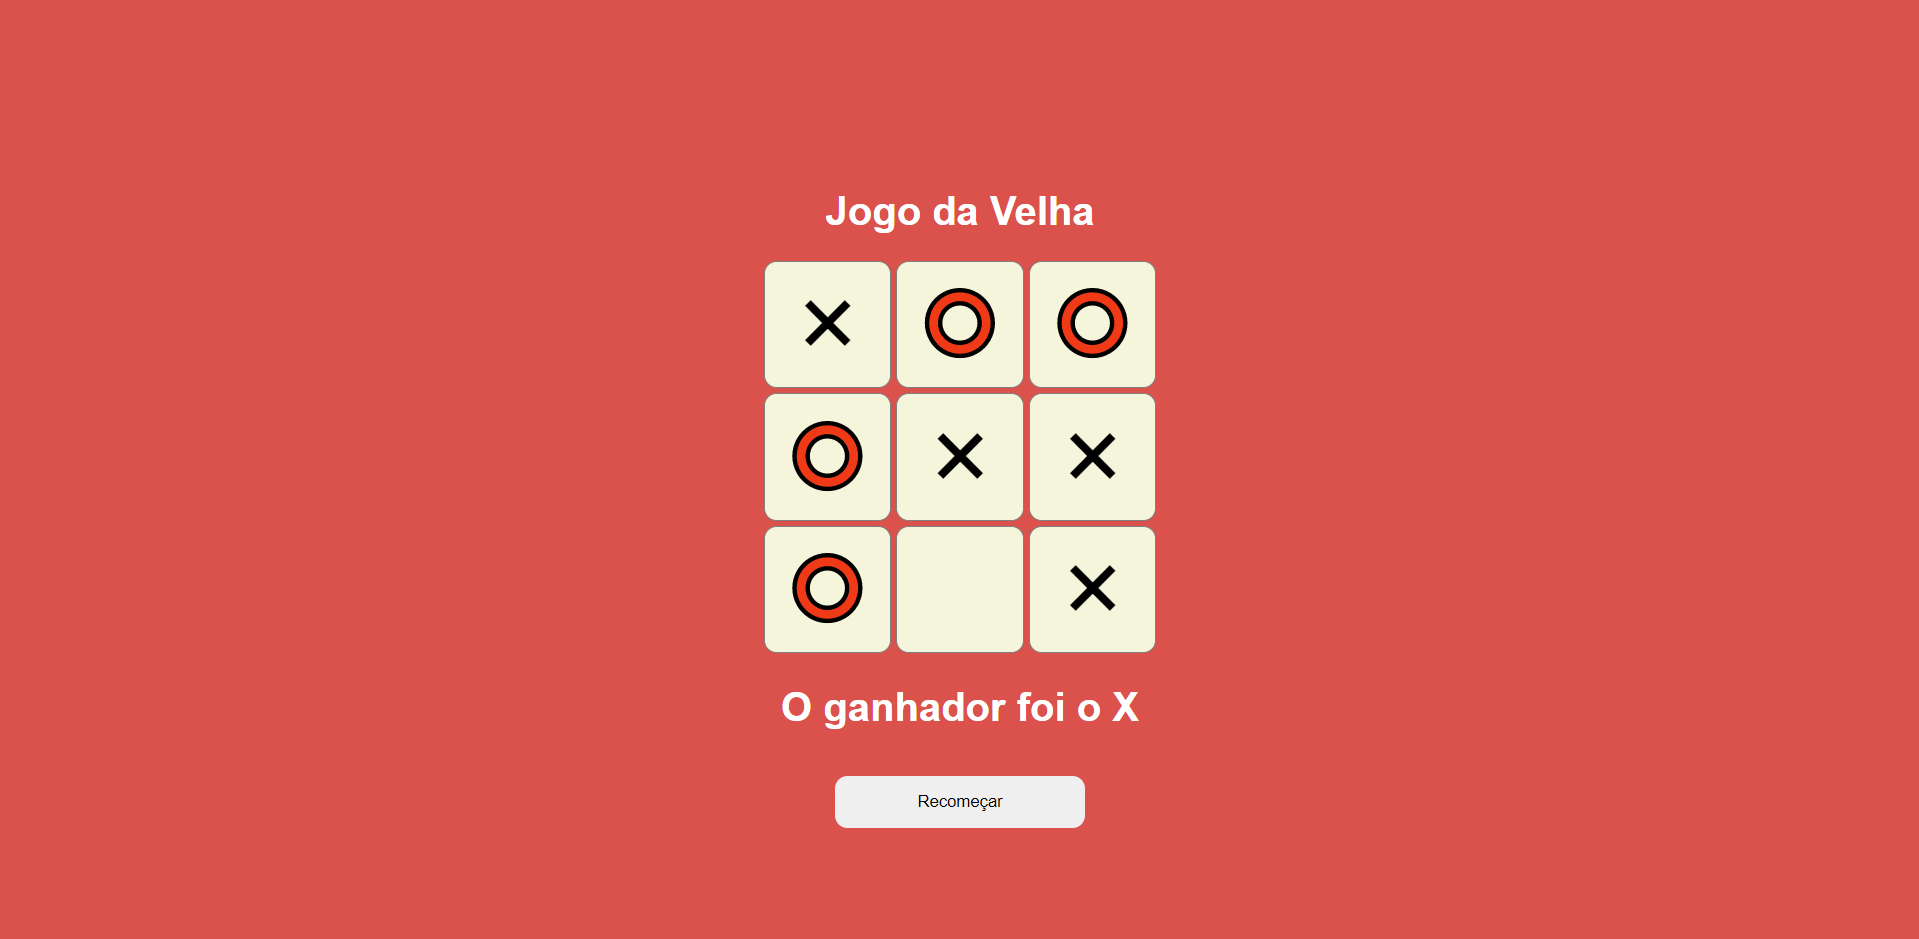 Jogo da Velha
X O O
O X X
O X
O ganhador foi o X
Recomeçar